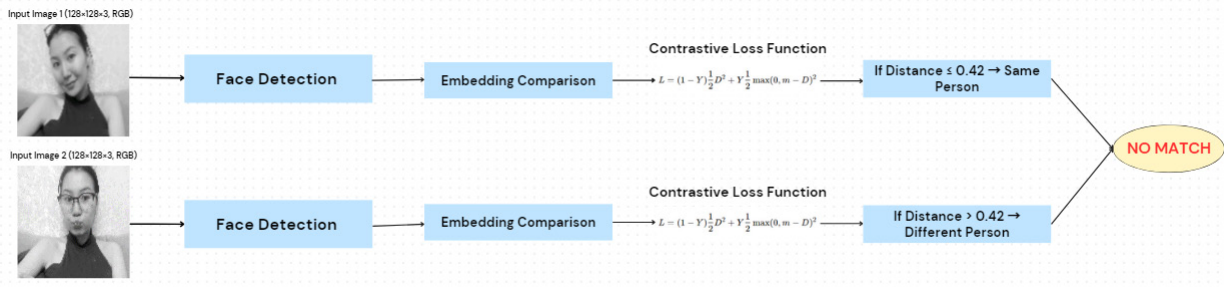 Input Image 1 (128×128×3, RGB)
Face Detection
Embedding Comparison
Contrastive Loss Function
L = (1 − Y)½D² + Y½max(0, m − D)²
If Distance ≤ 0.42 → Same
Person
Input Image 2 (128×128×3, RGB)
Face Detection
Embedding Comparison
Contrastive Loss Function
L = (1 − Y)½D² + Y½max(0, m − D)²
If Distance > 0.42 →
Different Person
NO MATCH